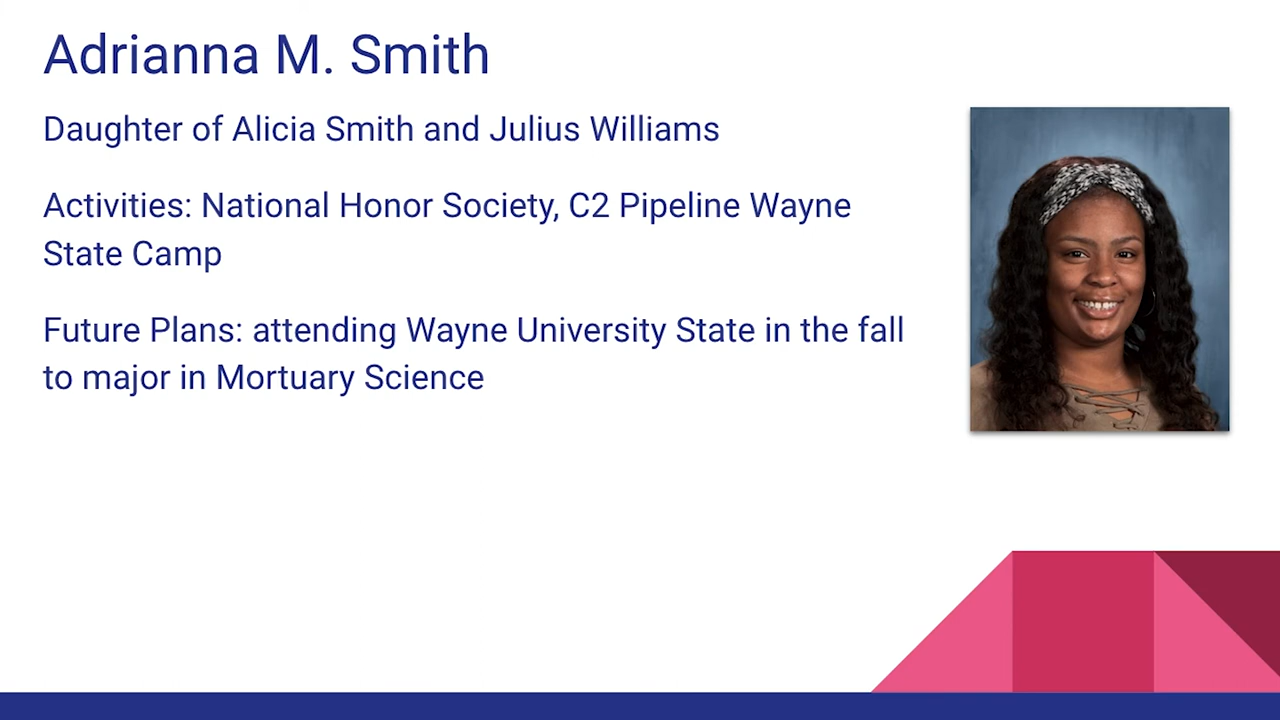 Adrianna M. Smith
Daughter of Alicia Smith and Julius Williams
Activities: National Honor Society, C2 Pipeline Wayne
State Camp
Future Plans: attending Wayne University State in the fall
to major in Mortuary Science